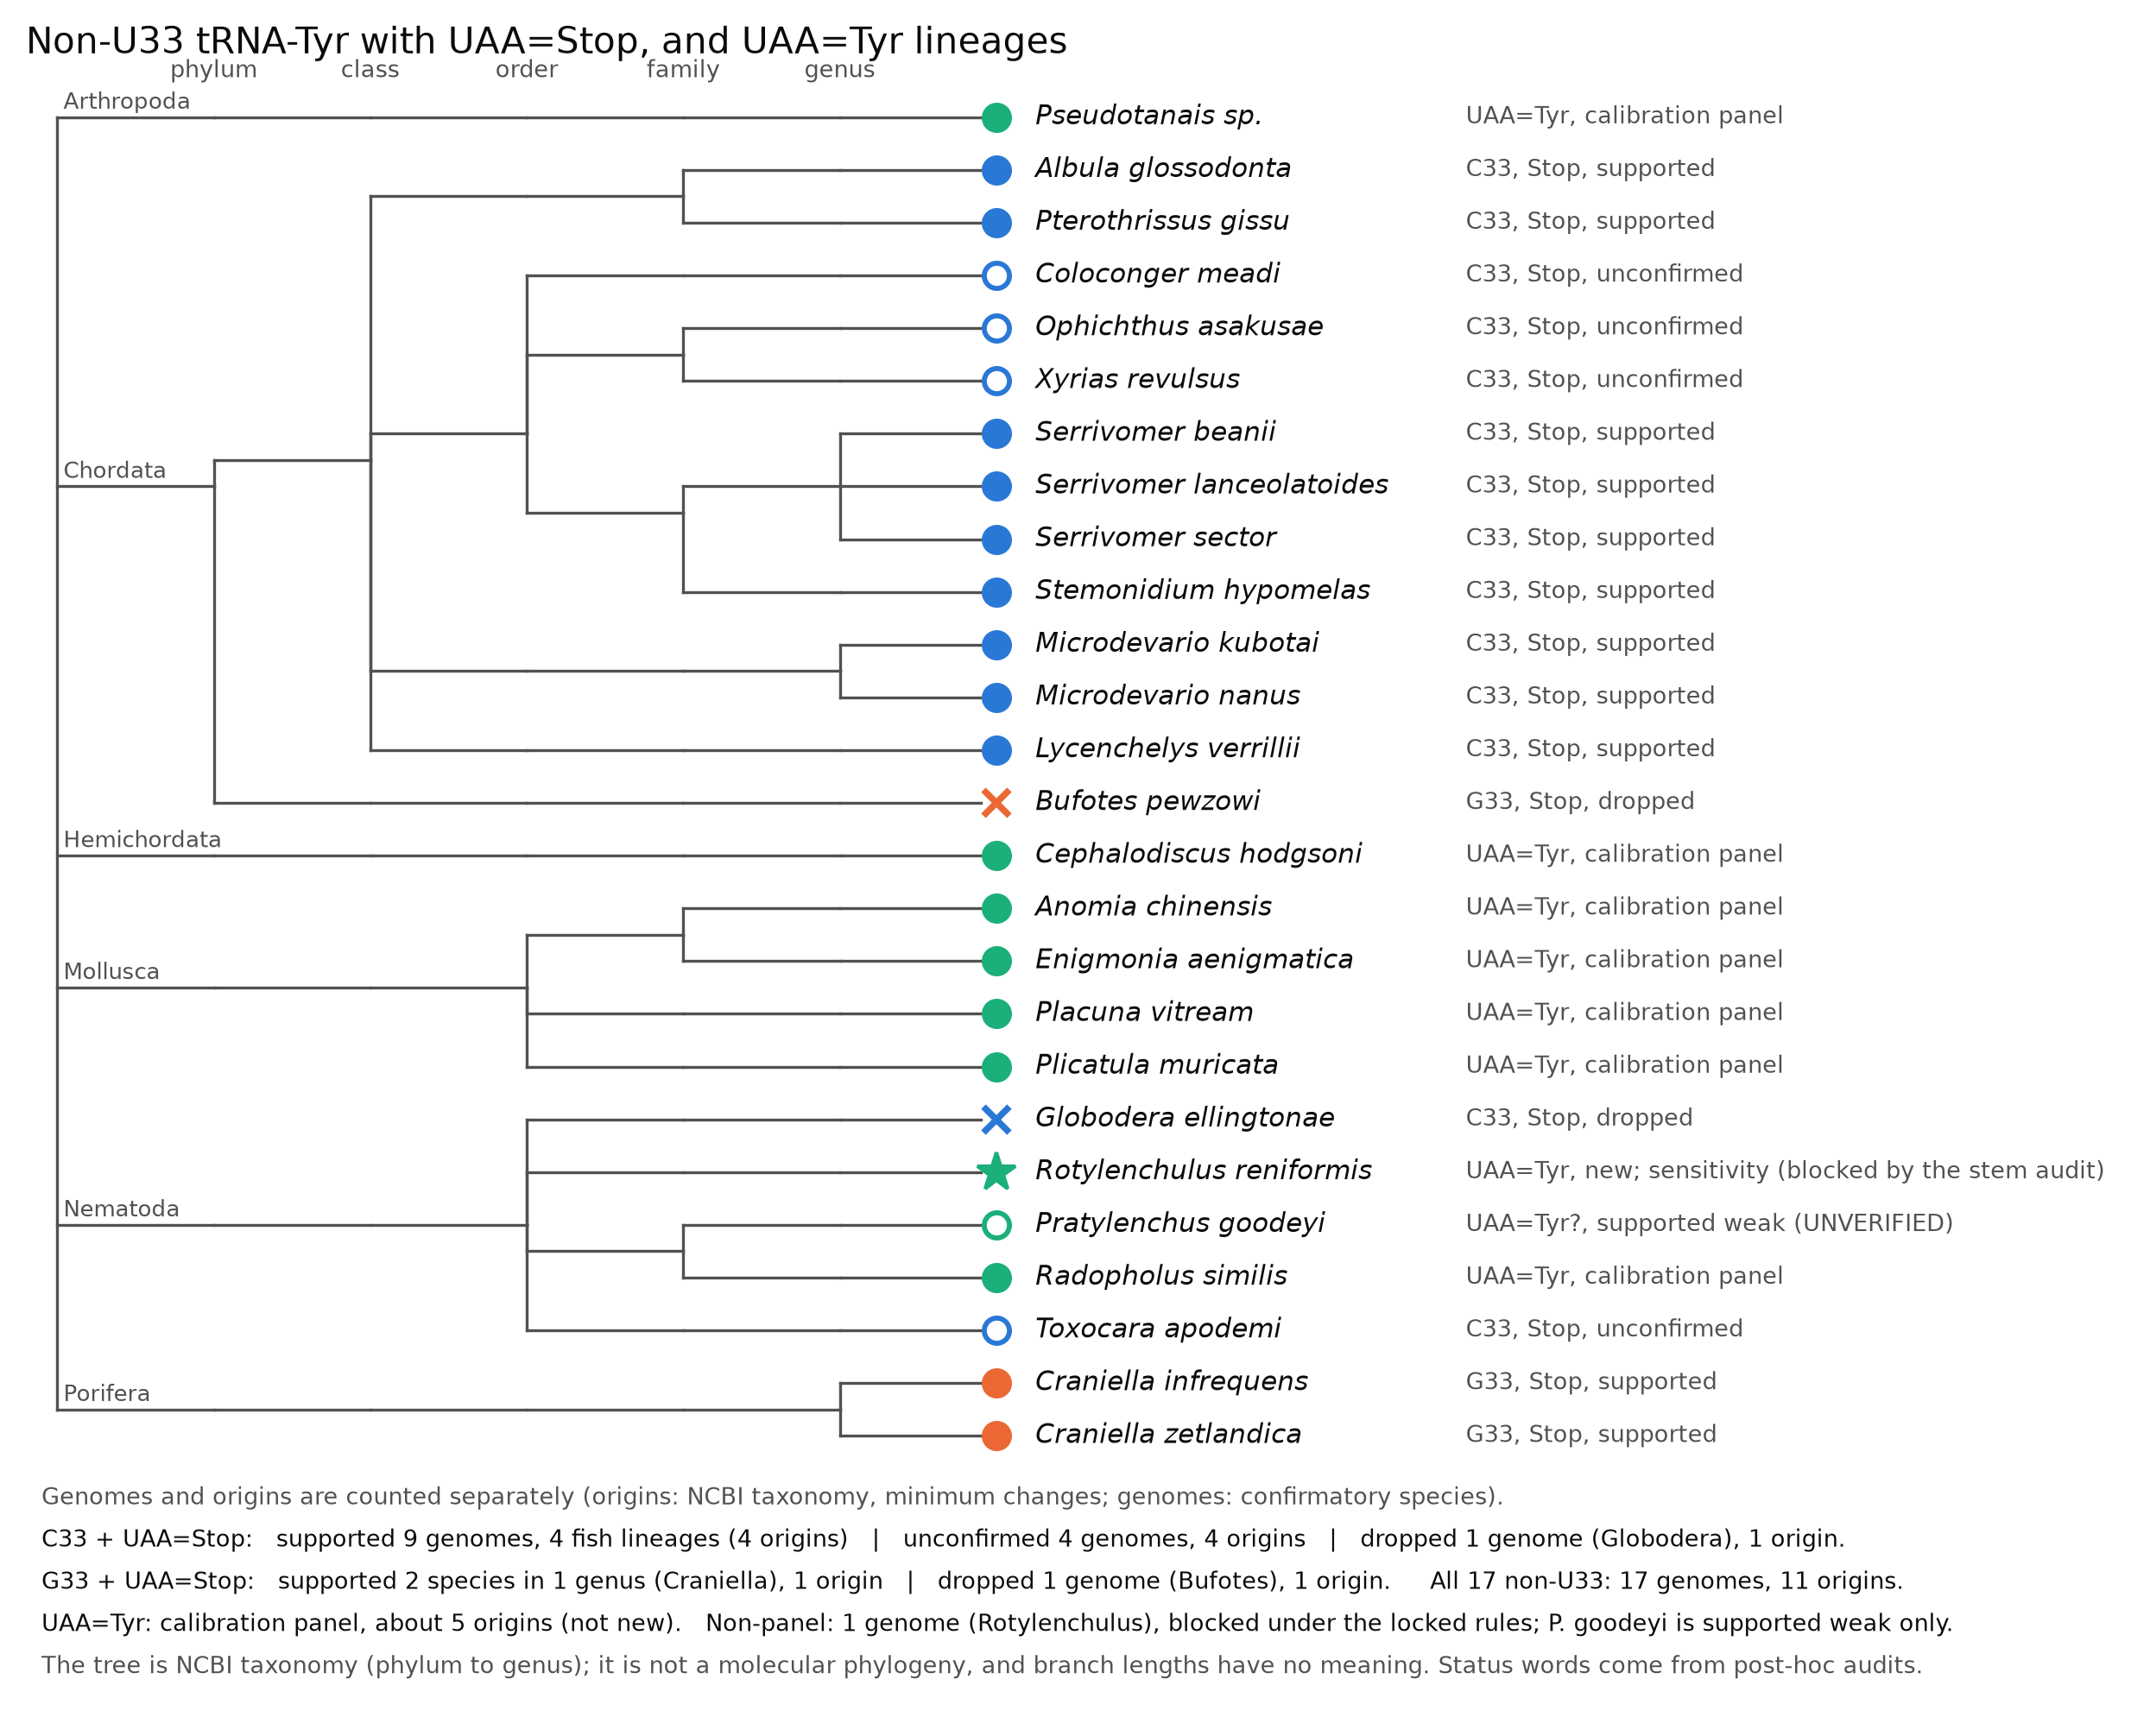 Non-U33 tRNA-Tyr with UAA=Stop, and UAA=Tyr lineages
phylum class order family genus
Arthropoda
Pseudotanais sp. UAA=Tyr, calibration panel
Albula glossodonta C33, Stop, supported
Pterothrissus gissu C33, Stop, supported
Coloconger meadi C33, Stop, unconfirmed
Ophichthus asakusae C33, Stop, unconfirmed
Xyrias revulsus C33, Stop, unconfirmed
Serrivomer beanii C33, Stop, supported
Chordata
Serrivomer lanceolatoides C33, Stop, supported
Serrivomer sector C33, Stop, supported
Stemonidium hypomelas C33, Stop, supported
Microdevario kubotai C33, Stop, supported
Microdevario nanus C33, Stop, supported
Lycenchelys verrillii C33, Stop, supported
Bufotes pewzowi G33, Stop, dropped
Hemichordata
Cephalodiscus hodgsoni UAA=Tyr, calibration panel
Anomia chinensis UAA=Tyr, calibration panel
Enigmonia aenigmatica UAA=Tyr, calibration panel
Mollusca
Placuna vitream UAA=Tyr, calibration panel
Plicatula muricata UAA=Tyr, calibration panel
Globodera ellingtonae C33, Stop, dropped
Rotylenchulus reniformis UAA=Tyr, new; sensitivity (blocked by the stem audit)
Nematoda
Pratylenchus goodeyi UAA=Tyr?, supported weak (UNVERIFIED)
Radopholus similis UAA=Tyr, calibration panel
Toxocara apodemi C33, Stop, unconfirmed
Porifera
Craniella infrequens G33, Stop, supported
Craniella zetlandica G33, Stop, supported
Genomes and origins are counted separately (origins: NCBI taxonomy, minimum changes; genomes: confirmatory species).
C33 + UAA=Stop: supported 9 genomes, 4 fish lineages (4 origins) | unconfirmed 4 genomes, 4 origins | dropped 1 genome (Globodera), 1 origin.
G33 + UAA=Stop: supported 2 species in 1 genus (Craniella), 1 origin | dropped 1 genome (Bufotes), 1 origin. All 17 non-U33: 17 genomes, 11 origins.
UAA=Tyr: calibration panel, about 5 origins (not new). Non-panel: 1 genome (Rotylenchulus), blocked under the locked rules; P. goodeyi is supported weak only.
The tree is NCBI taxonomy (phylum to genus); it is not a molecular phylogeny, and branch lengths have no meaning. Status words come from post-hoc audits.